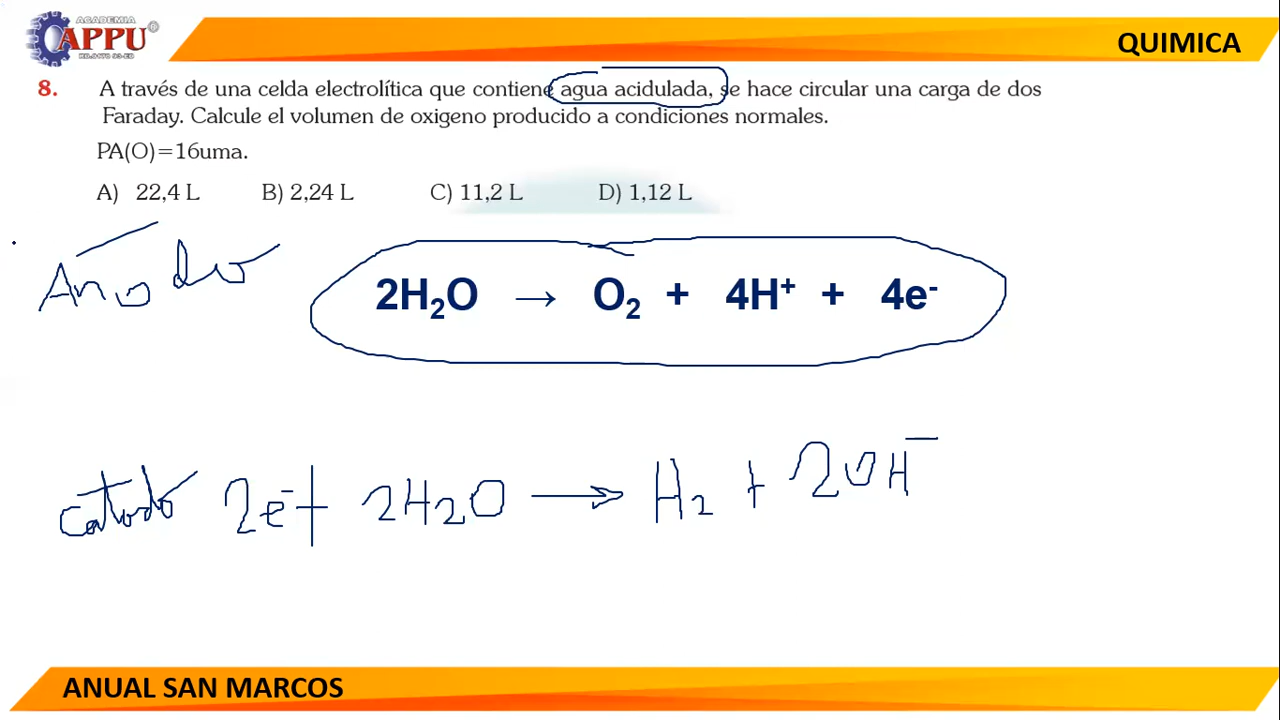 ACADEMIA
APPU®
QUIMICA
8. A través de una celda electrolítica que contiene agua acidulada, se hace circular una carga de dos
Faraday. Calcule el volumen de oxigeno producido a condiciones normales.
PA(O)=16uma.
A) 22,4 L B) 2,24 L C) 11,2 L D) 1,12 L
Anodo
2H₂O → O₂ + 4H⁺ + 4e⁻
catodo 2e⁻ + 2H₂O → H₂ + 2OH⁻
ANUAL SAN MARCOS